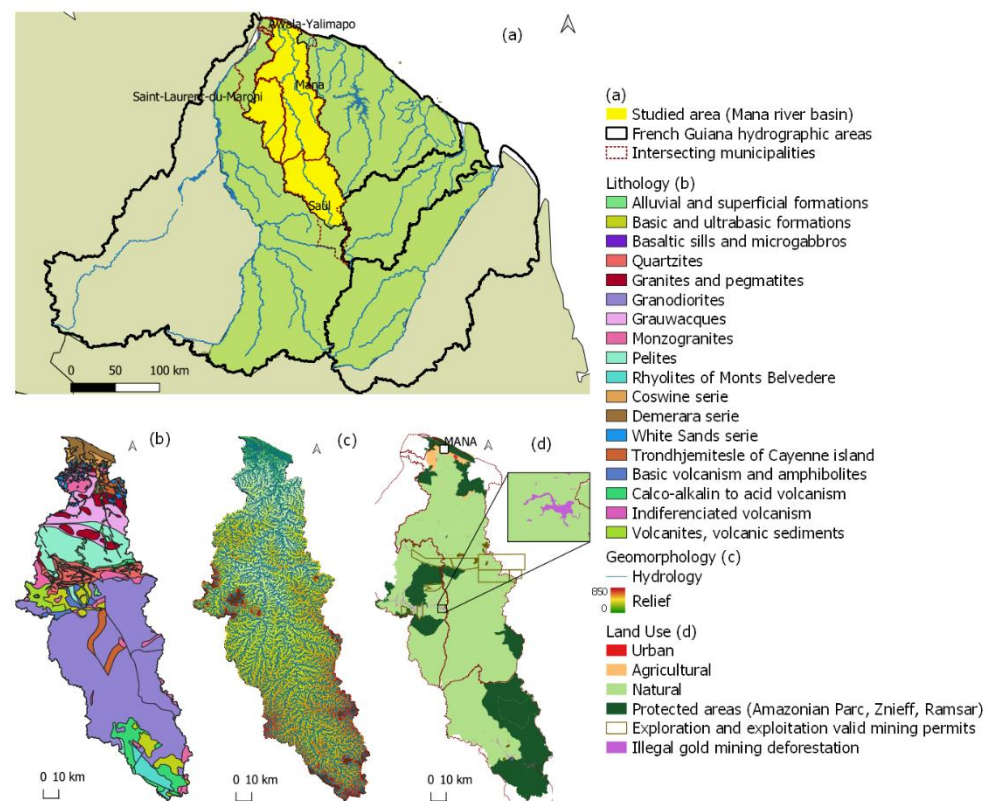 (a)
Awala-Yalimapo
Mana
Saint-Laurent-du-Maroni
Saül
0 50 100 km
(a)
Studied area (Mana river basin)
French Guiana hydrographic areas
Intersecting municipalities
Lithology (b)
Alluvial and superficial formations
Basic and ultrabasic formations
Basaltic sills and microgabbros
Quartzites
Granites and pegmatites
Granodiorites
Grauwacques
Monzogranites
Pelites
Rhyolites of Monts Belvedere
Coswine serie
Demerara serie
White Sands serie
Trondhjemitesle of Cayenne island
Basic volcanism and amphibolites
Calco-alkalin to acid volcanism
Indiferenciated volcanism
Volcanites, volcanic sediments
Geomorphology (c)
Hydrology
850
0
Relief
Land Use (d)
Urban
Agricultural
Natural
Protected areas (Amazonian Parc, Znieff, Ramsar)
Exploration and exploitation valid mining permits
Illegal gold mining deforestation
(b)
0 10 km
(c)
0 10 km
(d)
MANA
0 10 km